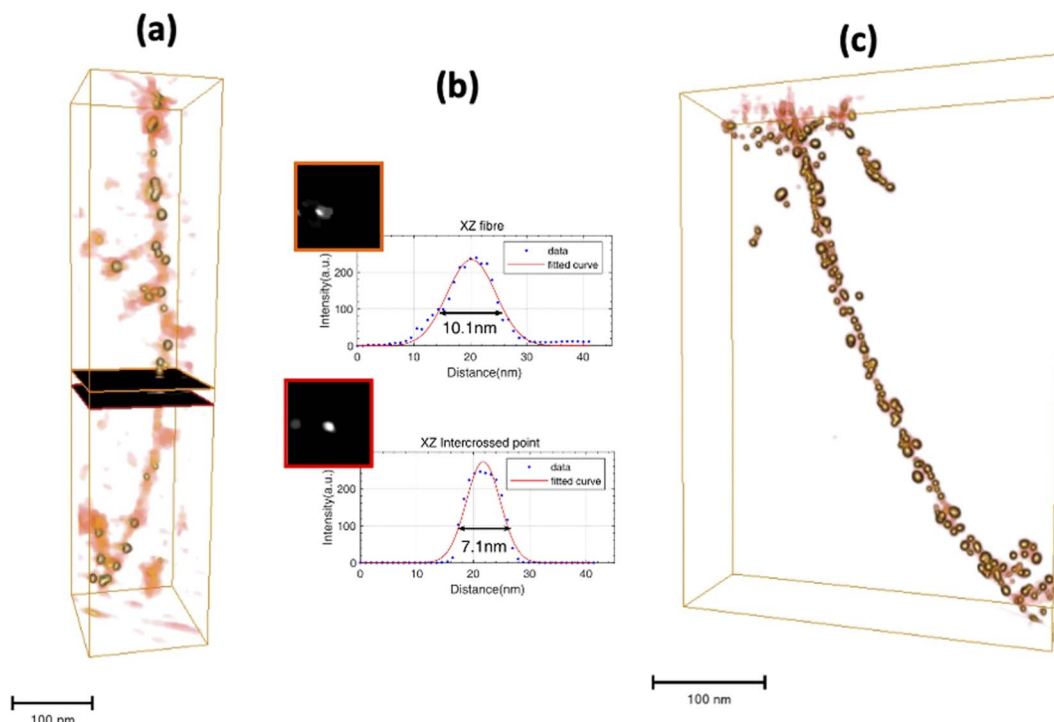 (a)
(b)
(c)
XZ fibre
Intensity(a.u.)
200
100
0
data
fitted curve
10.1nm
0 10 20 30 40
Distance(nm)
XZ Intercrossed point
Intensity(a.u.)
200
100
0
data
fitted curve
7.1nm
0 10 20 30 40
Distance(nm)
100 nm
100 nm